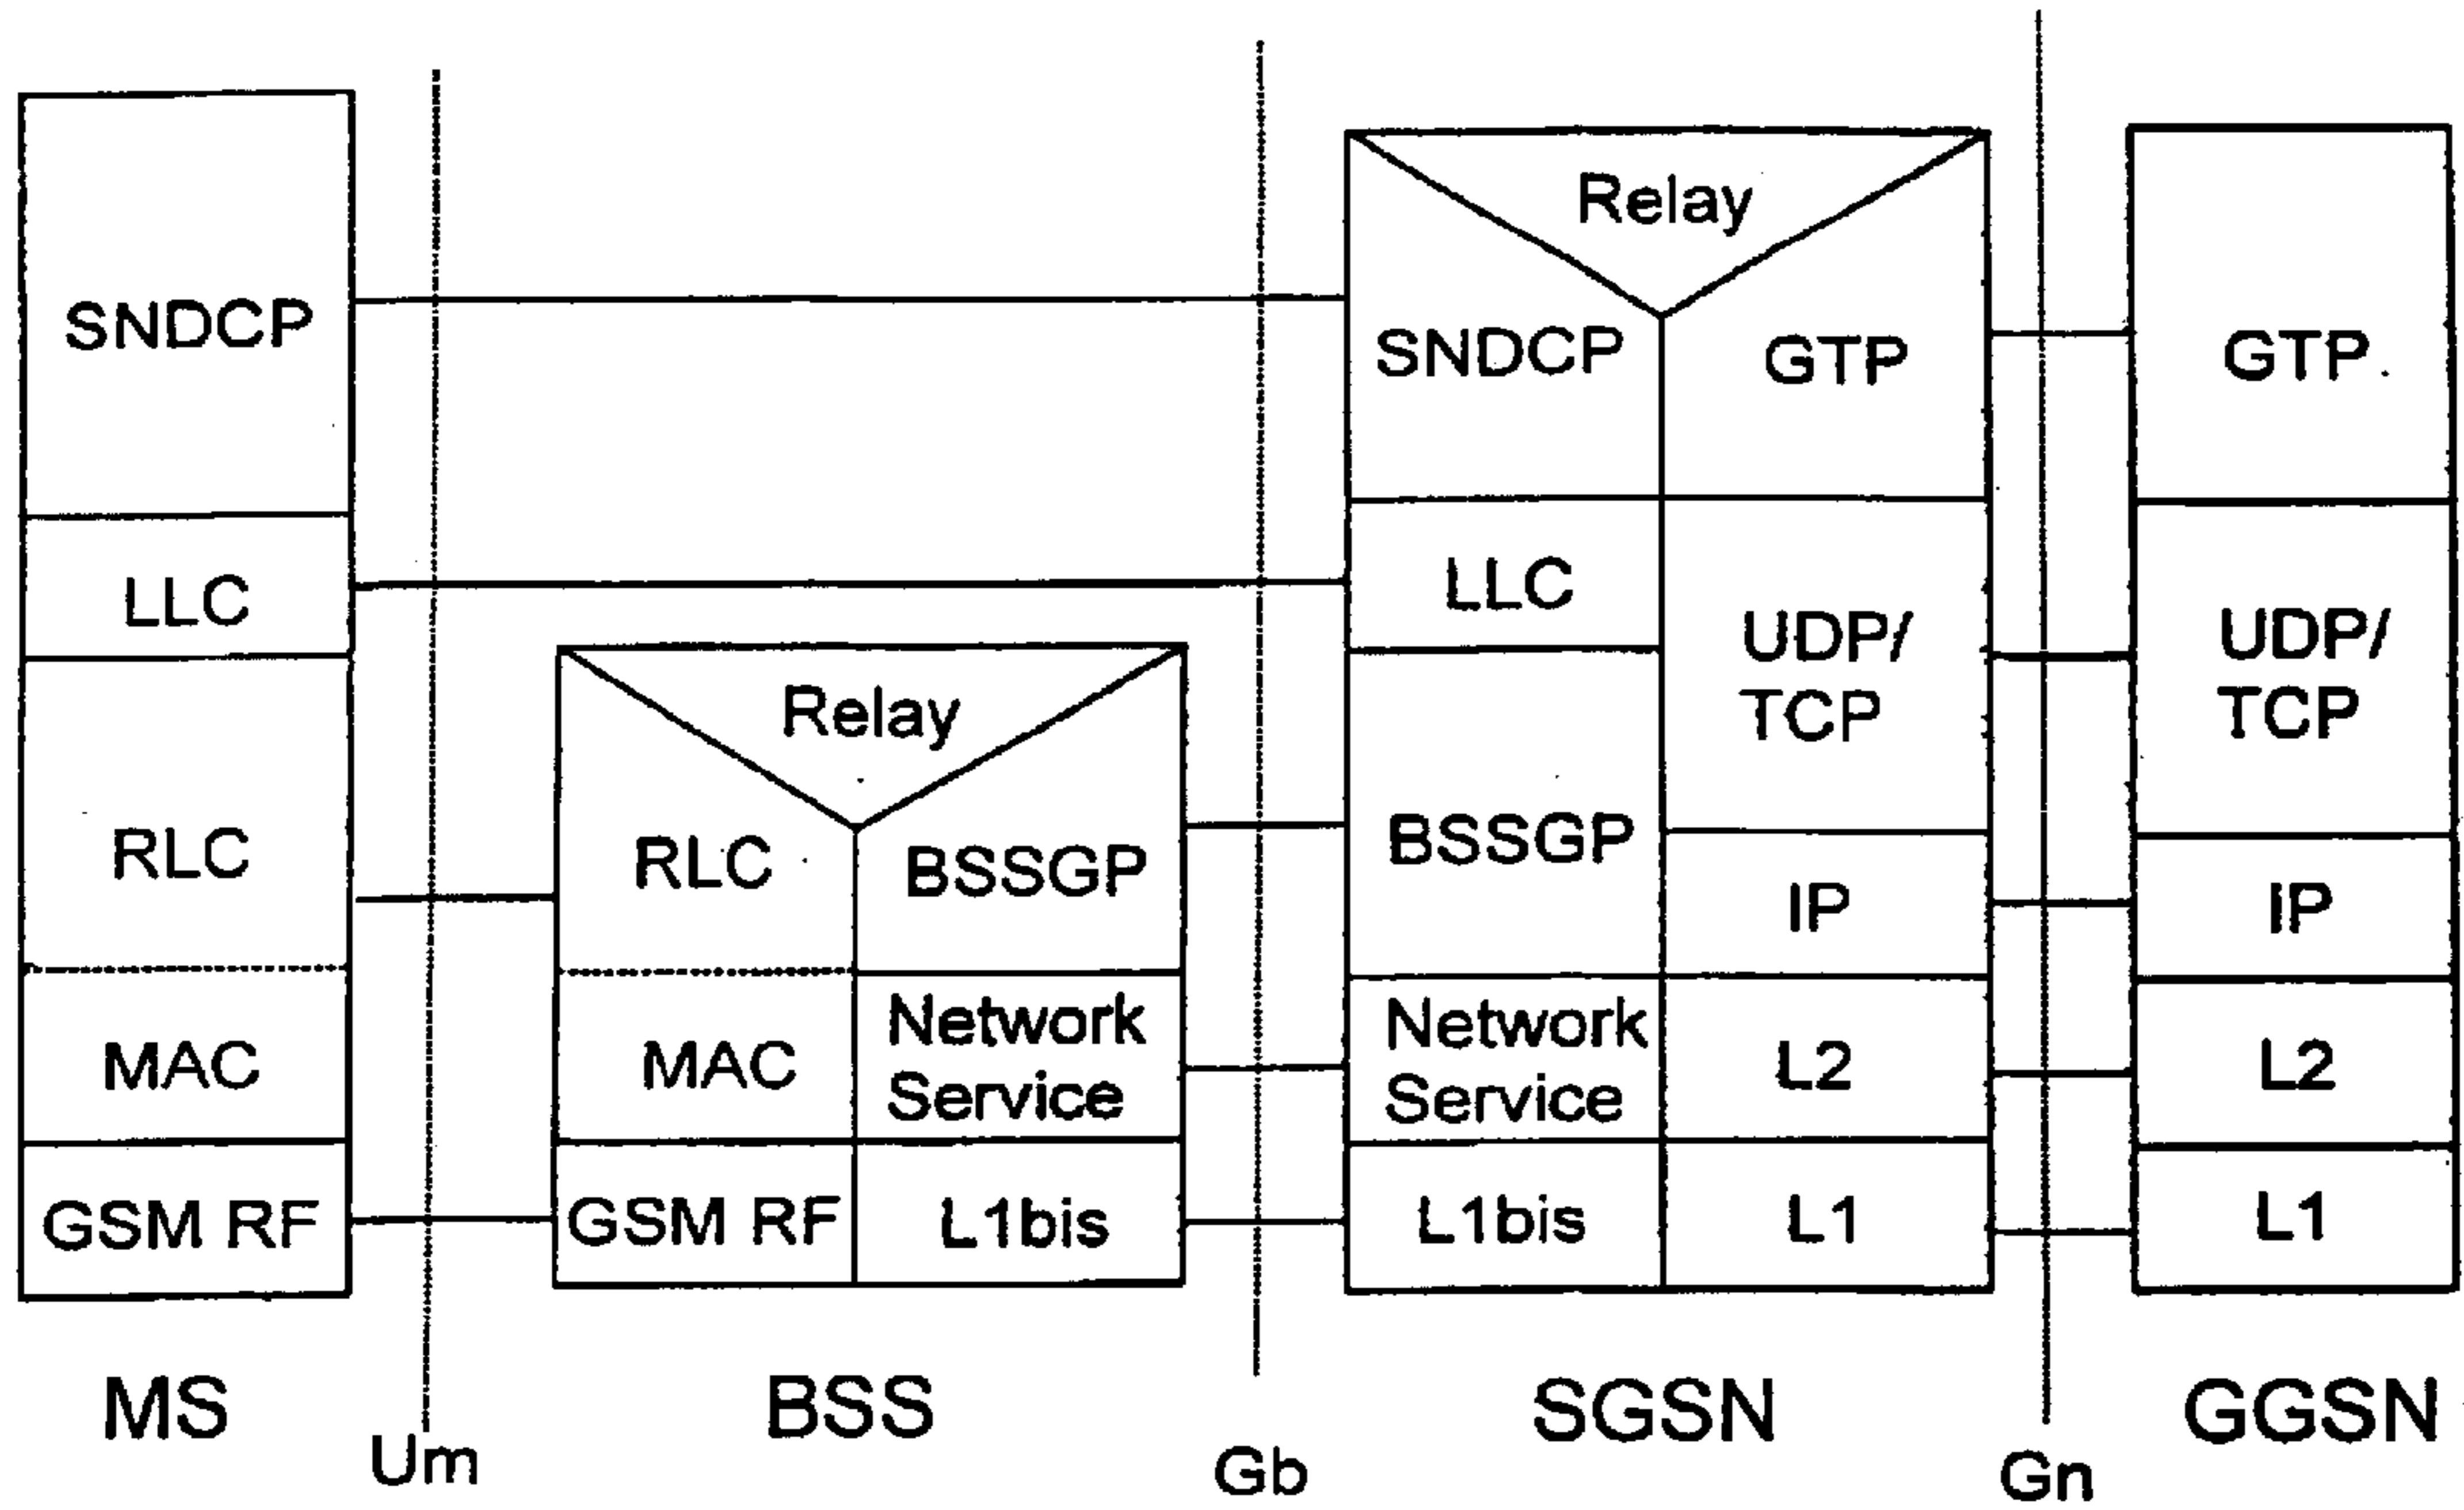 SNDCP
LLC
RLC
MAC
GSM RF
MS
Um
Relay
RLC
BSSGP
MAC
Network
Service
GSM RF
L1bis
BSS
Gb
Relay
SNDCP
GTP
LLC
UDP/
TCP
BSSGP
IP
Network
Service
L2
L1bis
L1
SGSN
Gn
GTP
UDP/
TCP
IP
L2
L1
GGSN